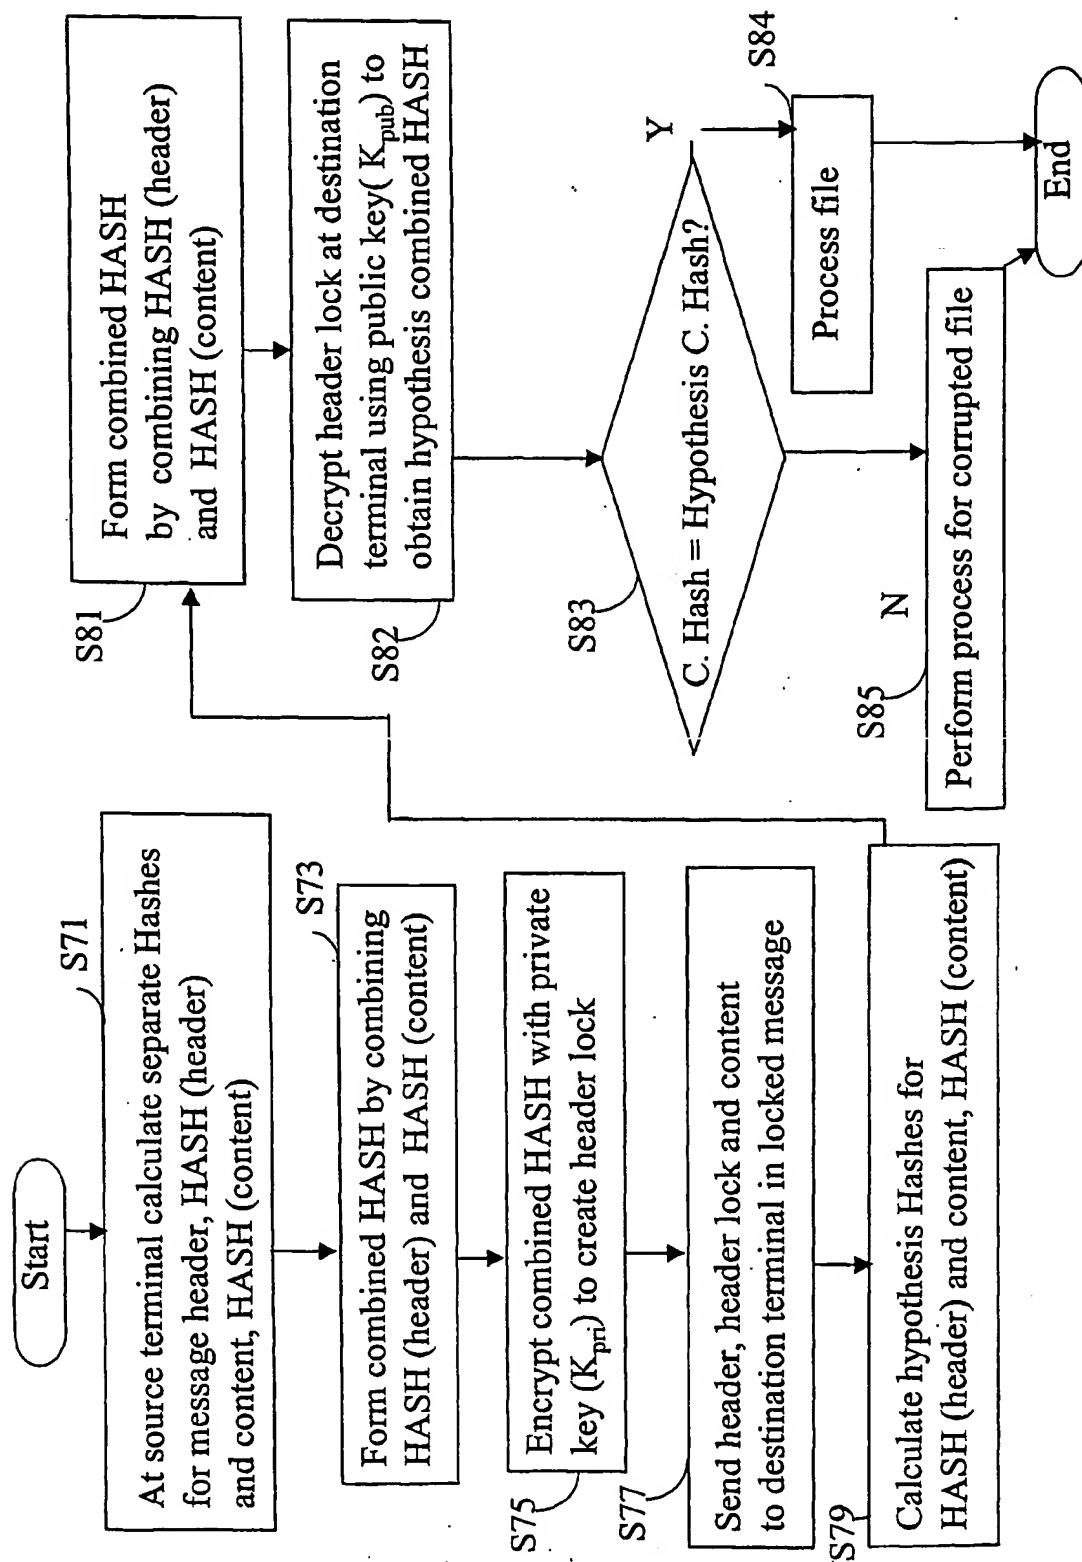 Start
S71
At source terminal calculate separate Hashes
for message header, HASH (header)
and content, HASH (content)
S73
Form combined HASH by combining
HASH (header) and HASH (content)
S75
Encrypt combined HASH with private
key (Kpri) to create header lock
S77
Send header, header lock and content
to destination terminal in locked message
S79
Calculate hypothesis Hashes for
HASH (header) and content, HASH (content)
S81
Form combined HASH
by combining HASH (header)
and HASH (content)
S82
Decrypt header lock at destination
terminal using public key( Kpub) to
obtain hypothesis combined HASH
S83
C. Hash = Hypothesis C. Hash?
Y
S84
Process file
N
S85
Perform process for corrupted file
End